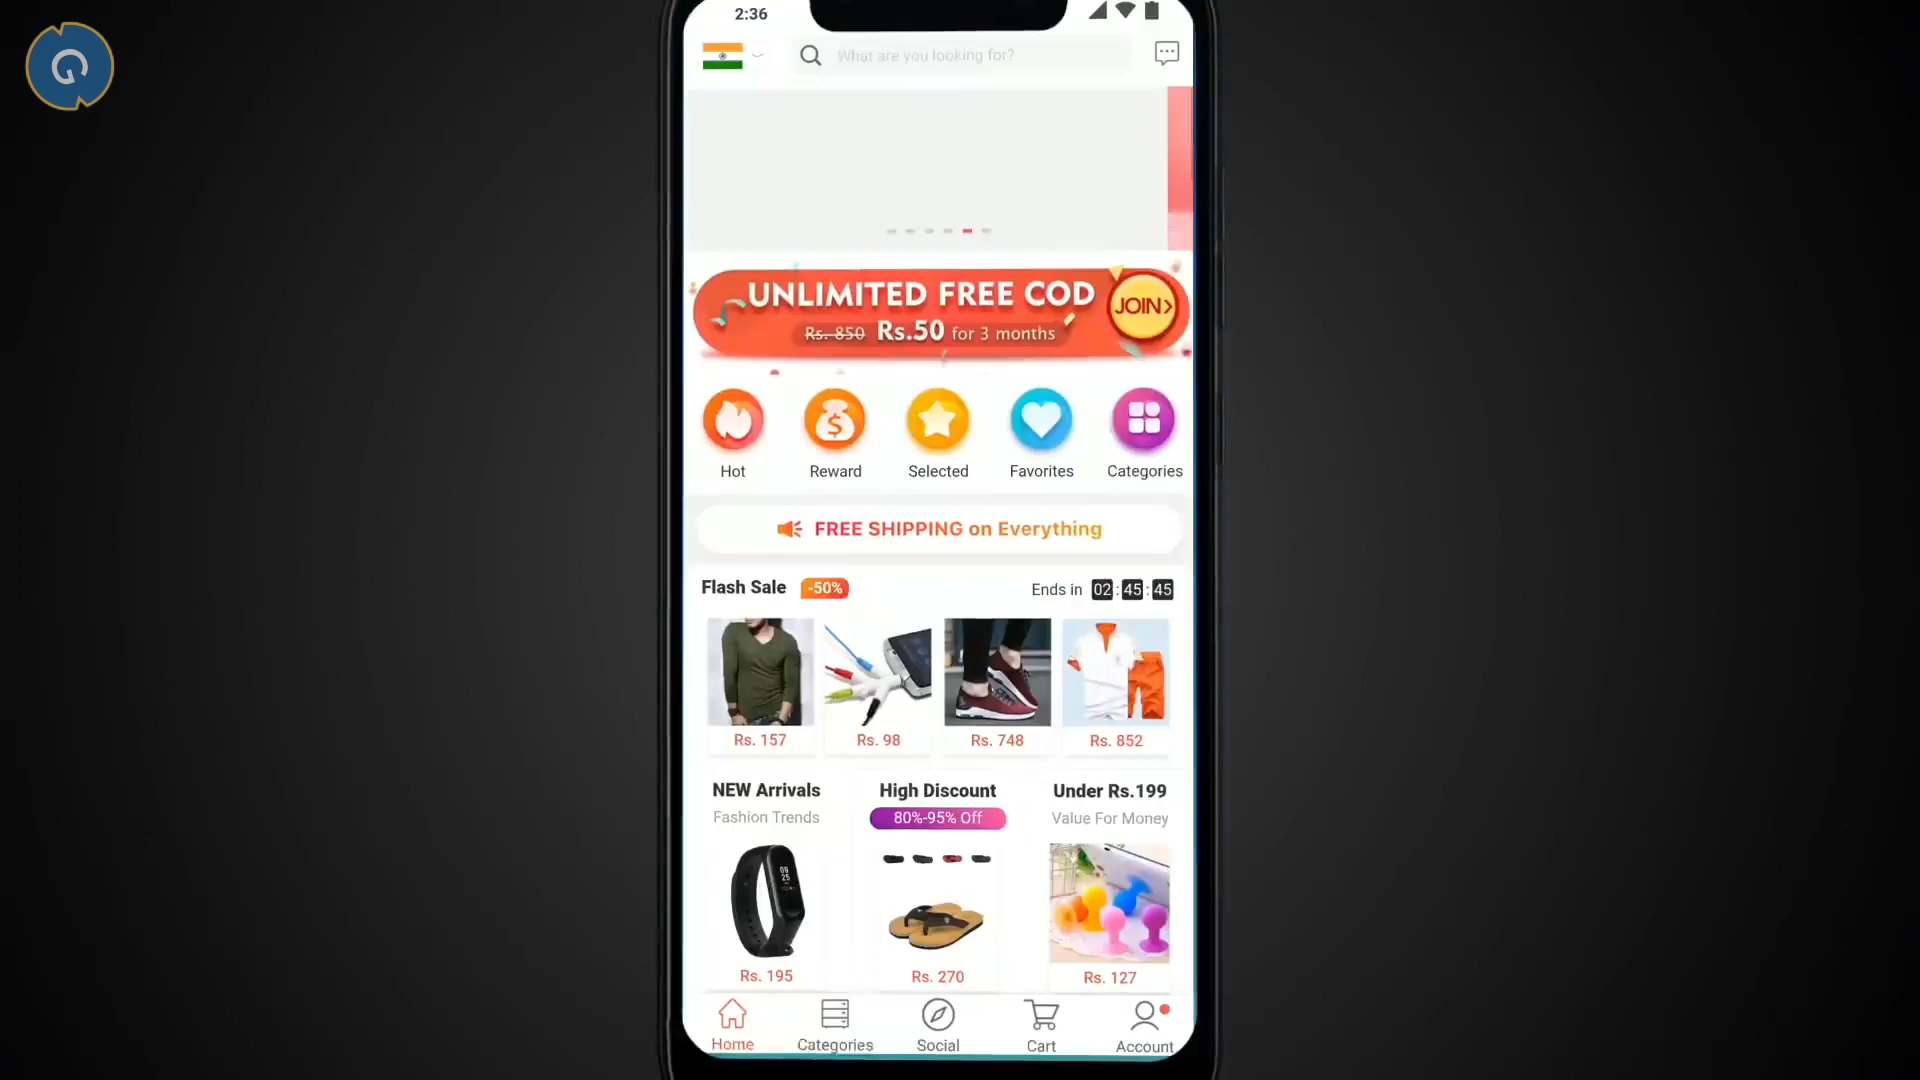 2:36
What are you looking for?
UNLIMITED FREE COD
JOIN>
Rs. 850 Rs.50 for 3 months
Hot Reward Selected Favorites Categories
FREE SHIPPING on Everything
Flash Sale -50% Ends in 02:45:45
Rs. 157 Rs. 98 Rs. 748 Rs. 852
NEW Arrivals High Discount Under Rs.199
Fashion Trends 80%-95% Off Value For Money
09
25
Rs. 195 Rs. 270 Rs. 127
Home Categories Social Cart Account